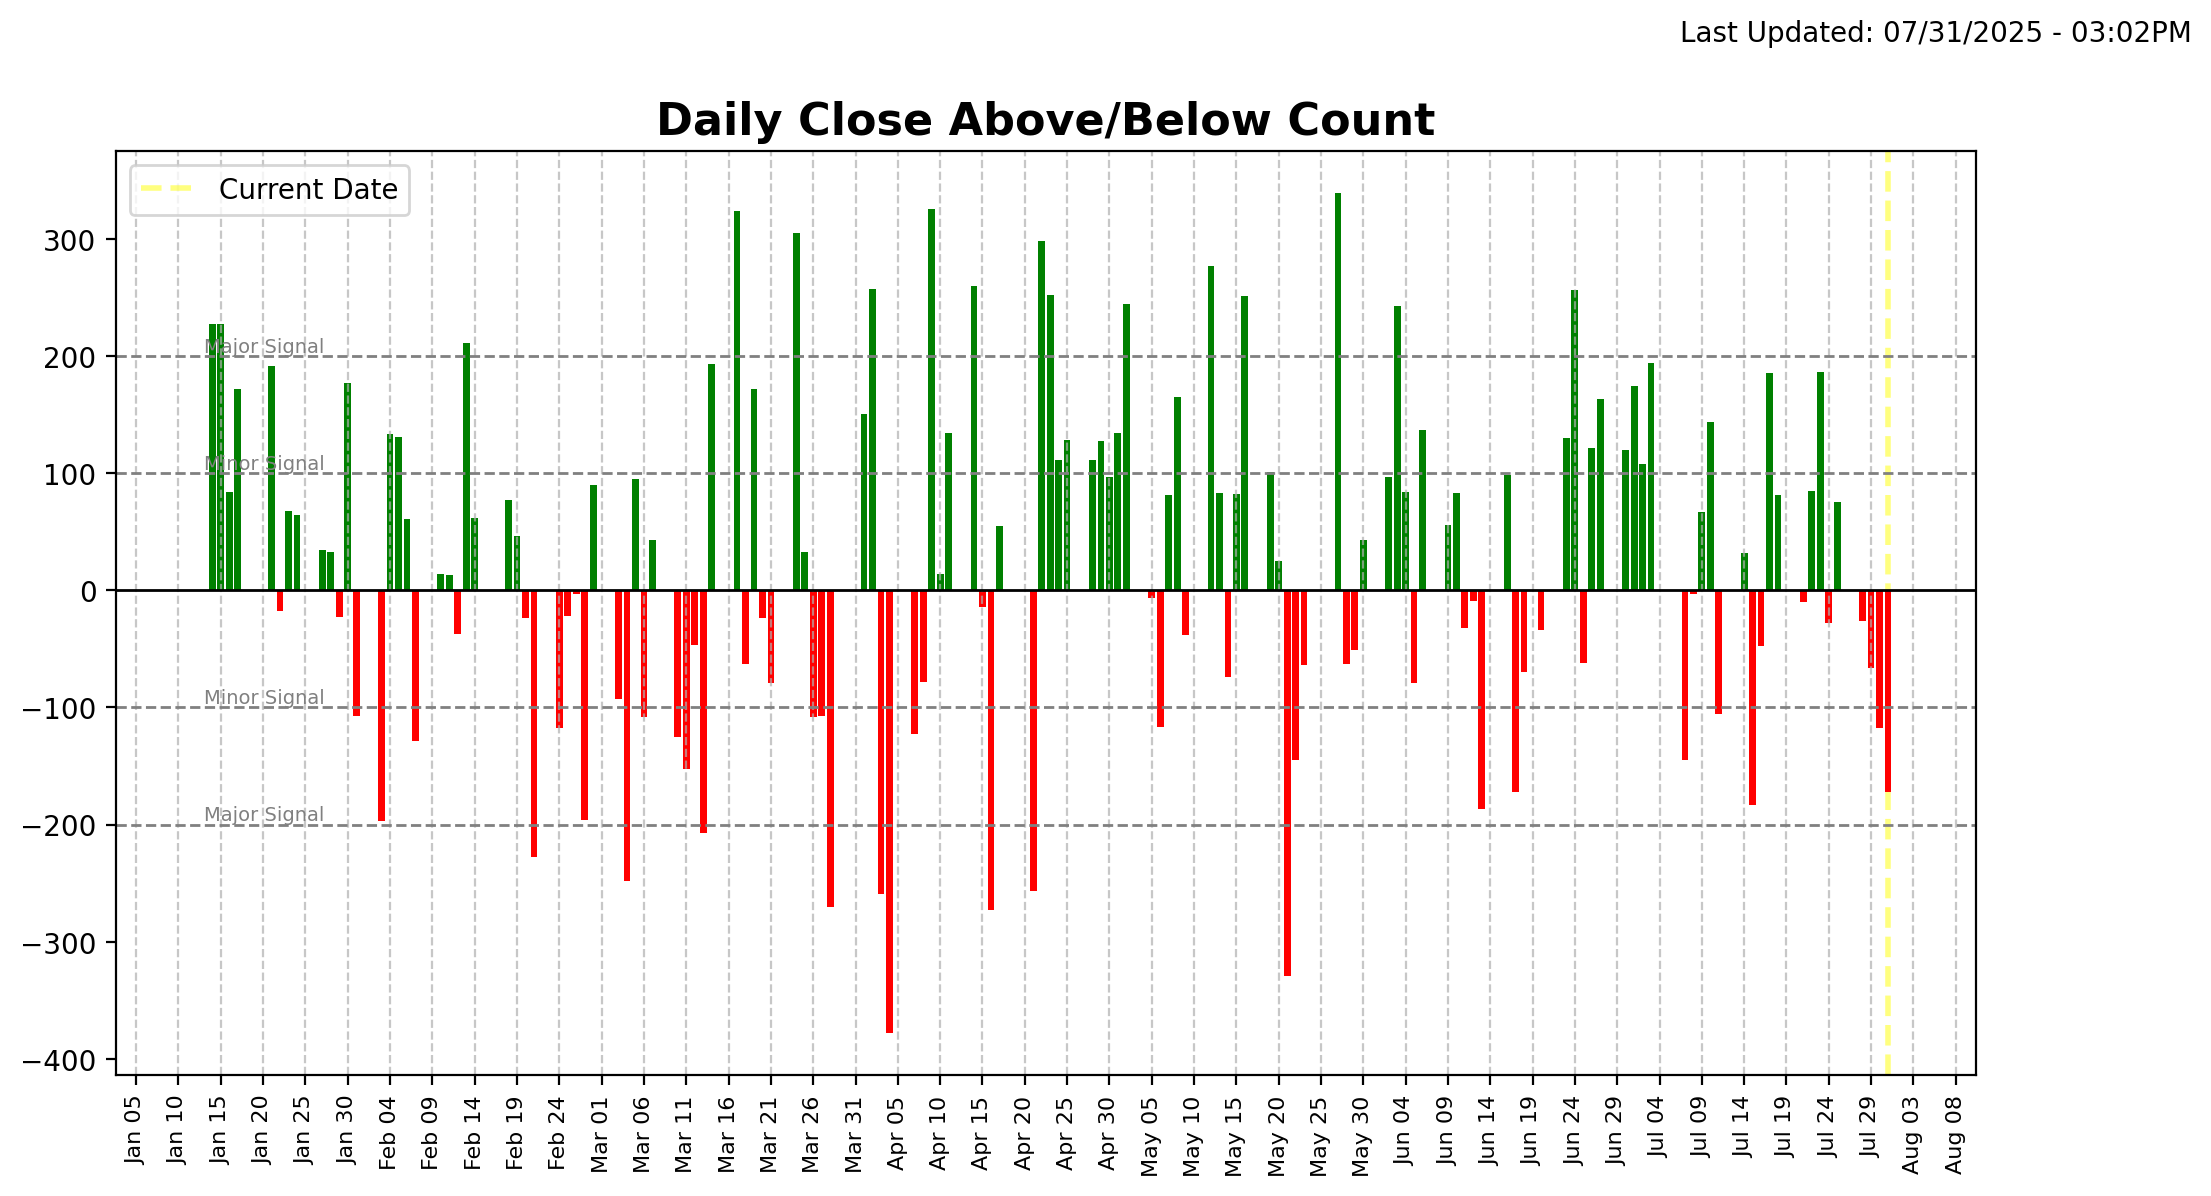 Last Updated: 07/31/2025 - 03:02PM
Daily Close Above/Below Count
Current Date
300
Major Signal
200
Minor Signal
100
0
Minor Signal
−100
Major Signal
−200
−300
−400
Jan 05
Jan 10
Jan 15
Jan 20
Jan 25
Jan 30
Feb 04
Feb 09
Feb 14
Feb 19
Feb 24
Mar 01
Mar 06
Mar 11
Mar 16
Mar 21
Mar 26
Mar 31
Apr 05
Apr 10
Apr 15
Apr 20
Apr 25
Apr 30
May 05
May 10
May 15
May 20
May 25
May 30
Jun 04
Jun 09
Jun 14
Jun 19
Jun 24
Jun 29
Jul 04
Jul 09
Jul 14
Jul 19
Jul 24
Jul 29
Aug 03
Aug 08